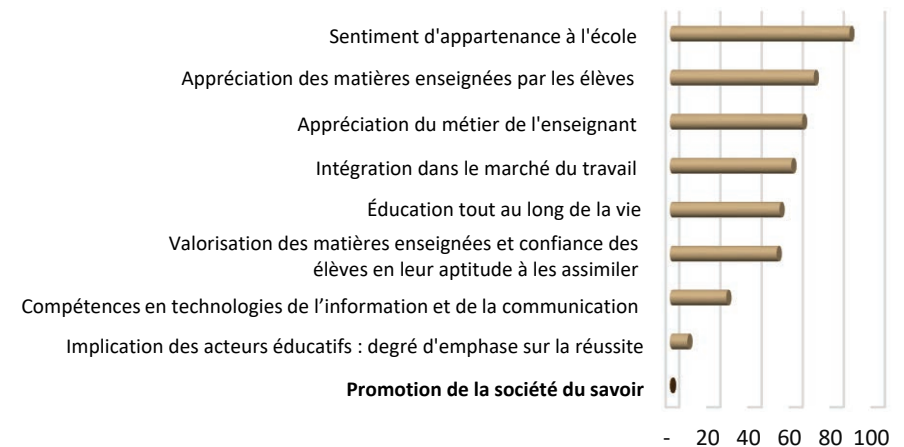 Sentiment d'appartenance à l'école
Appréciation des matières enseignées par les élèves
Appréciation du métier de l'enseignant
Intégration dans le marché du travail
Éducation tout au long de la vie
Valorisation des matières enseignées et confiance des
élèves en leur aptitude à les assimiler
Compétences en technologies de l’information et de la communication
Implication des acteurs éducatifs : degré d'emphase sur la réussite
Promotion de la société du savoir
- 20 40 60 80 100